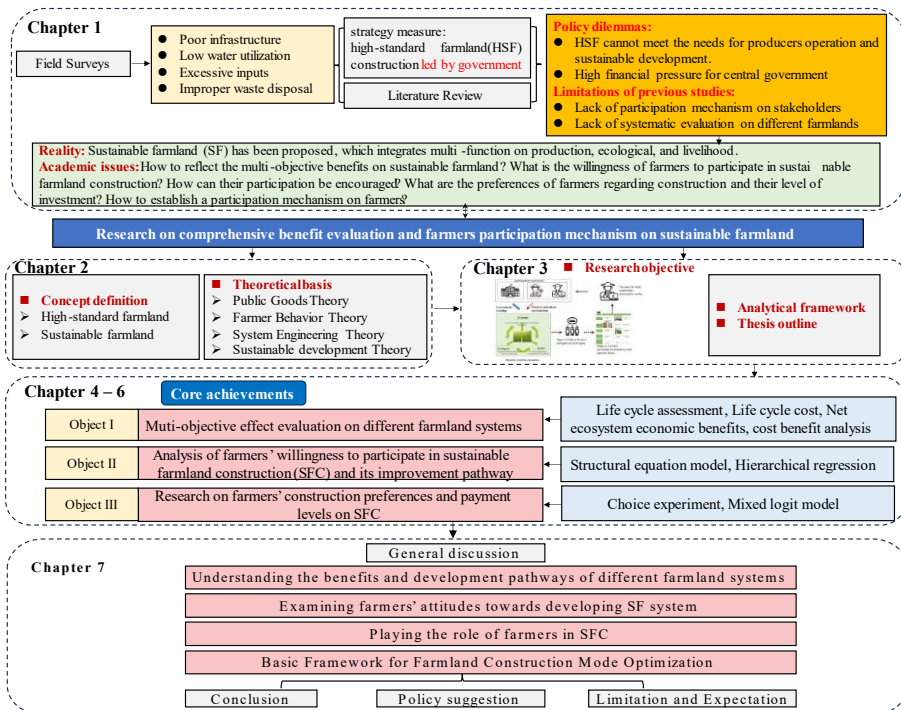 Chapter 1
Field Surveys
Poor infrastructure
Low water utilization
Excessive inputs
Improper waste disposal
strategy measure:
high-standard farmland(HSF)
construction led by government
Literature Review
Policy dilemmas:
HSF cannot meet the needs for producers operation and
sustainable development.
High financial pressure for central government
Limitations of previous studies:
Lack of participation mechanism on stakeholders
Lack of systematic evaluation on different farmlands
Reality: Sustainable farmland (SF) has been proposed, which integrates multi -function on production, ecological, and livelihood.
Academic issues: How to reflect the multi -objective benefits on sustainable farmland? What is the willingness of farmers to participate in sustai nable
farmland construction? How can their participation be encouraged? What are the preferences of farmers regarding construction and their level of
investment? How to establish a participation mechanism on farmers?
Research on comprehensive benefit evaluation and farmers participation mechanism on sustainable farmland
Chapter 2
Concept definition
High-standard farmland
Sustainable farmland
Theoretical basis
Public Goods Theory
Farmer Behavior Theory
System Engineering Theory
Sustainable development Theory
Chapter 3
Research objective
Analytical framework
Thesis outline
Chapter 4 – 6
Core achievements
Object I
Muti-objective effect evaluation on different farmland systems
Life cycle assessment, Life cycle cost, Net
ecosystem economic benefits, cost benefit analysis
Object II
Analysis of farmers' willingness to participate in sustainable
farmland construction (SFC) and its improvement pathway
Structural equation model, Hierarchical regression
Object III
Research on farmers' construction preferences and payment
levels on SFC
Choice experiment, Mixed logit model
Chapter 7
General discussion
Understanding the benefits and development pathways of different farmland systems
Examining farmers' attitudes towards developing SF system
Playing the role of farmers in SFC
Basic Framework for Farmland Construction Mode Optimization
Conclusion
Policy suggestion
Limitation and Expectation